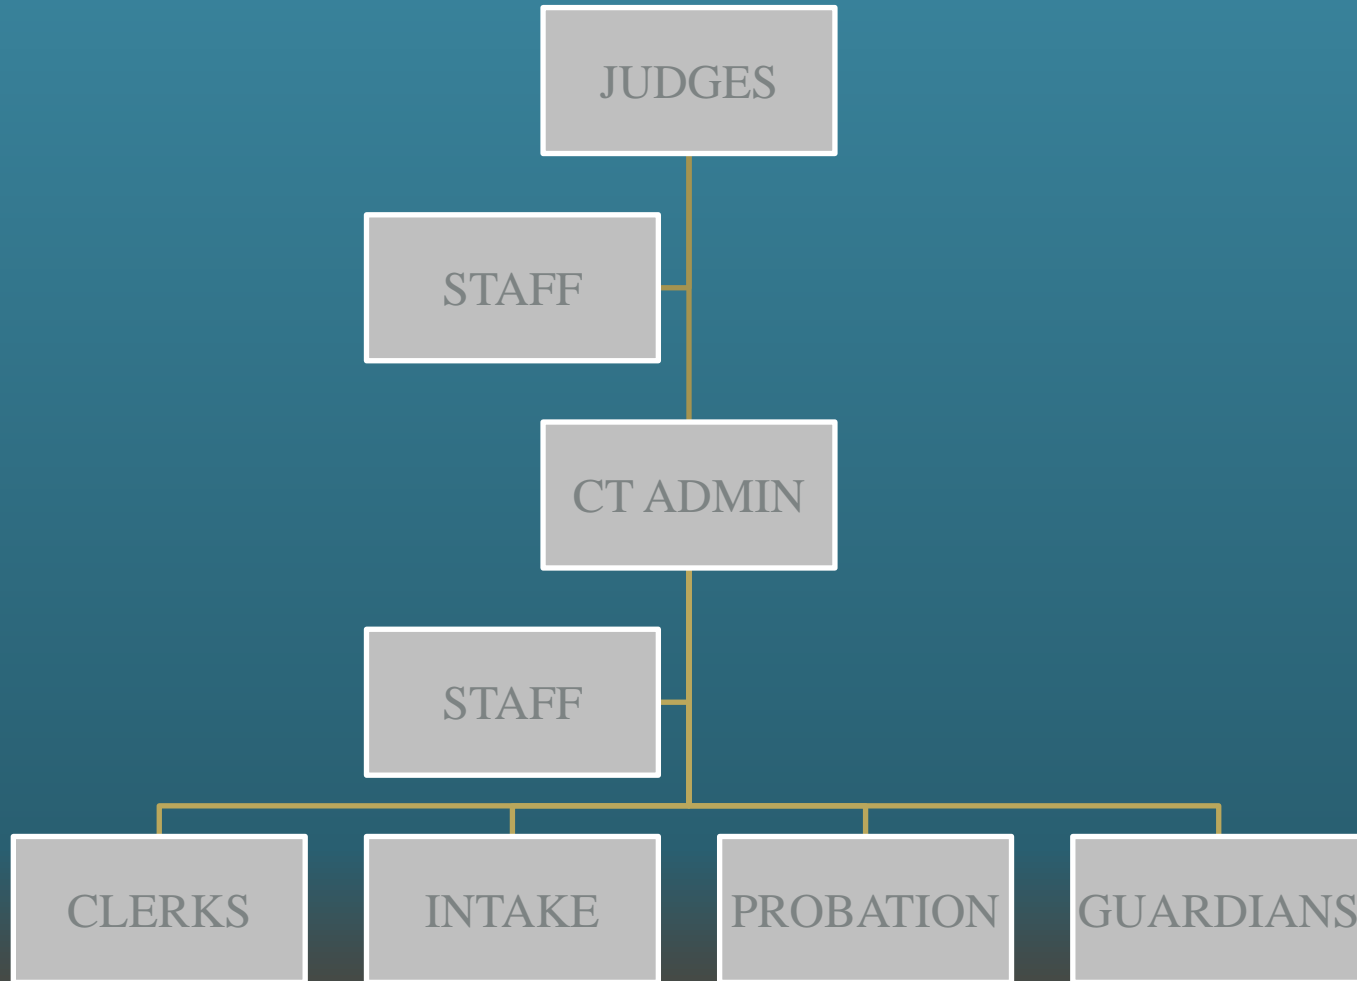 JUDGES
STAFF
CT ADMIN
STAFF
CLERKS
INTAKE
PROBATION
GUARDIANS